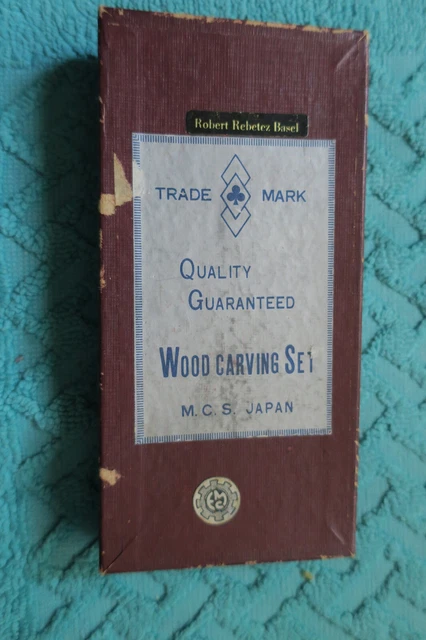 Robert Rebetez Basel
TRADE MARK
QUALITY
GUARANTEED
WOOD CARVING SET
M.C.S. JAPAN